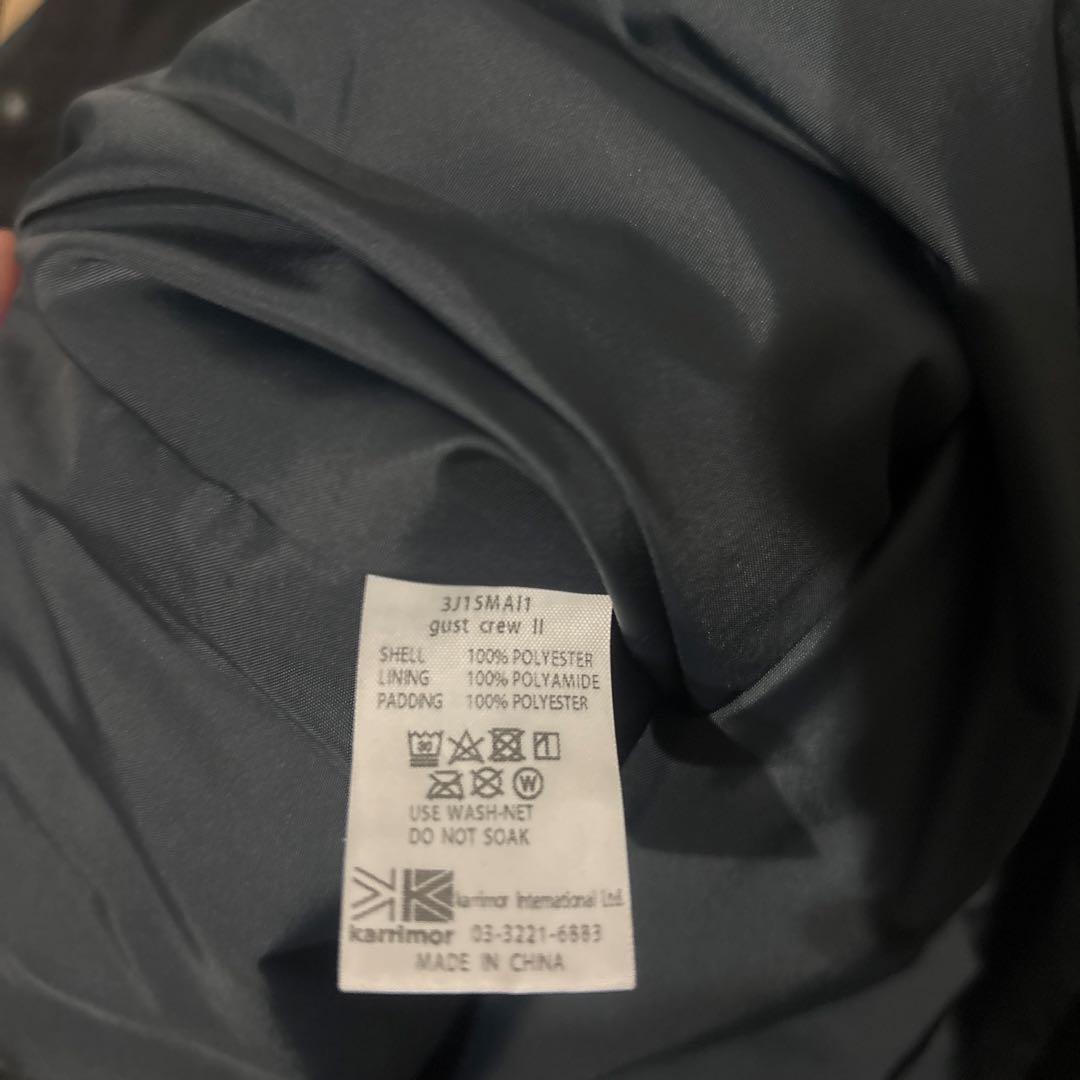 3J15MAI1
gust crew II
SHELL 100% POLYESTER
LINING 100% POLYAMIDE
PADDING 100% POLYESTER
30
W
USE WASH-NET
DO NOT SOAK
karrimor International Ltd.
karrimor 03-3221-6883
MADE IN CHINA